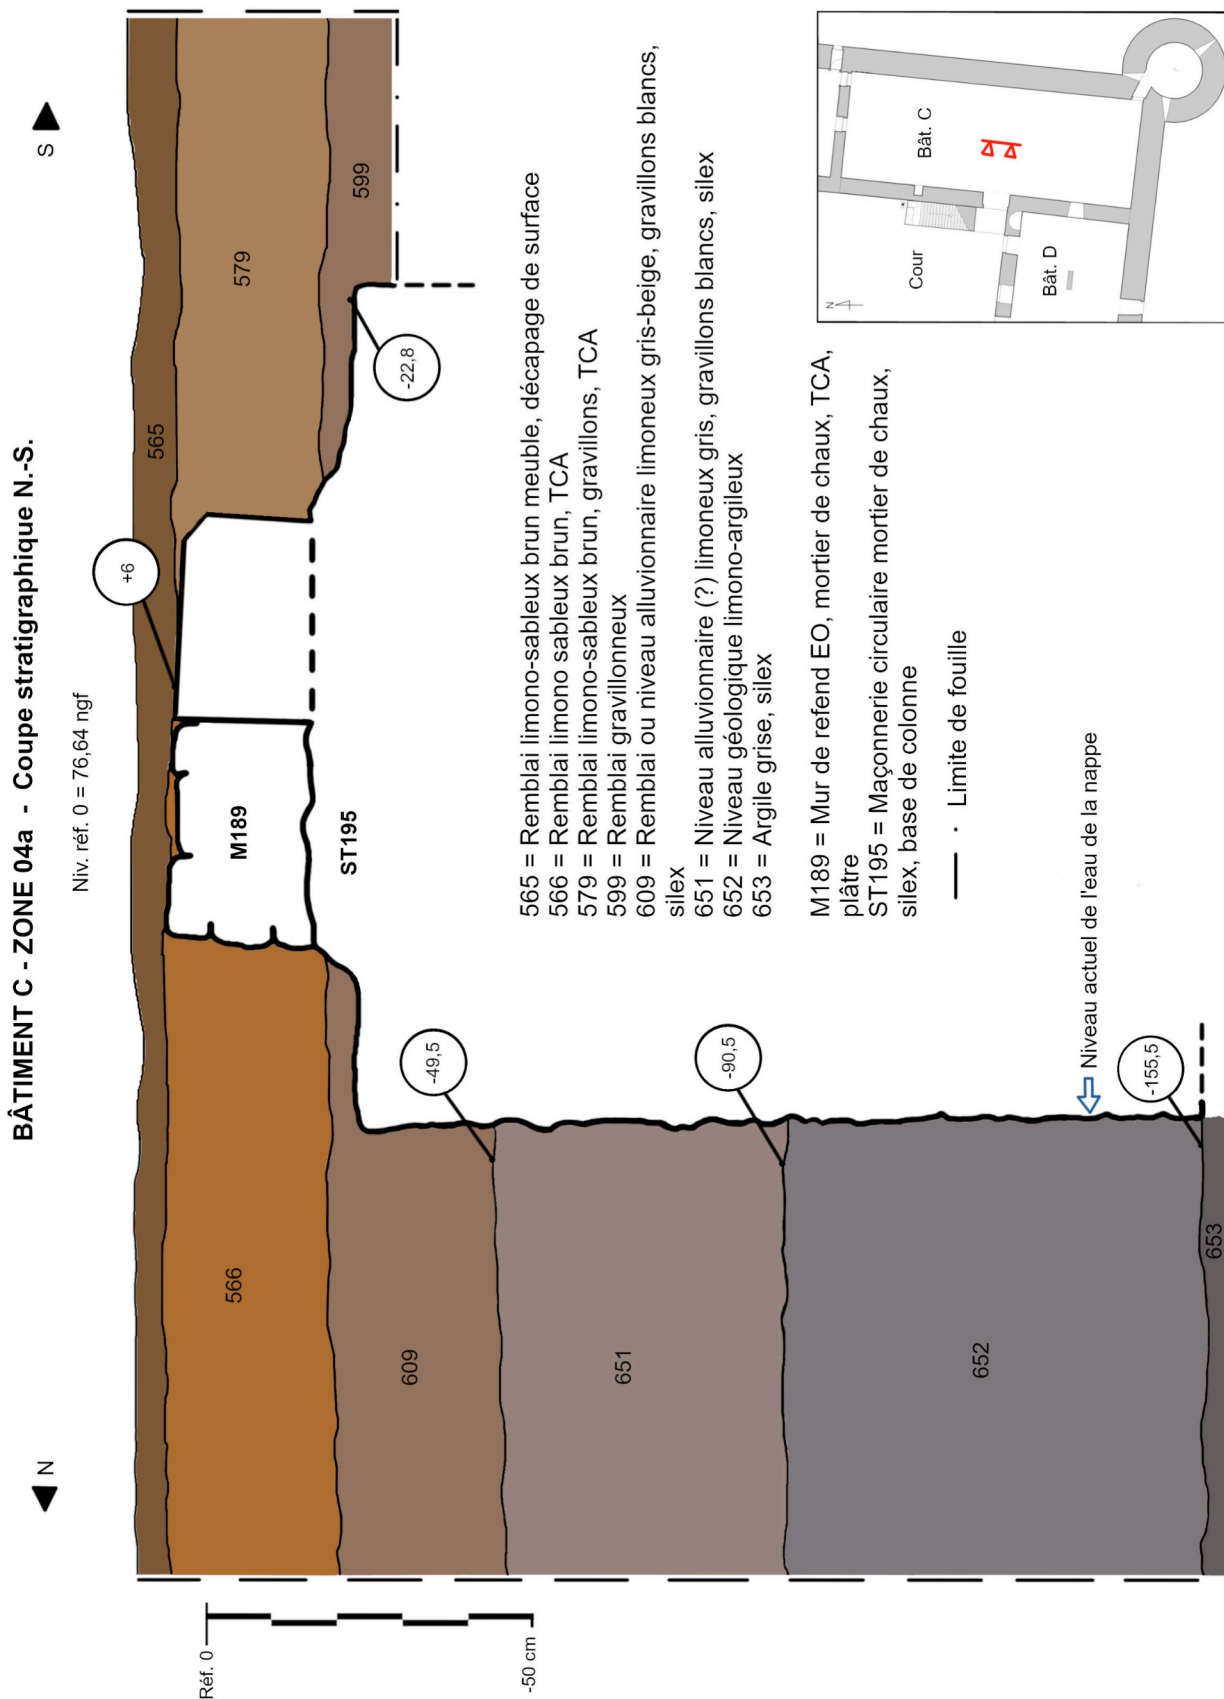 BÂTIMENT C - ZONE 04a - Coupe stratigraphique N.-S.
N
S
Niv. réf. 0 = 76,64 ngf
Réf. 0
-50 cm
+6
565
566
579
599
M189
ST195
-22,8
609
-49,5
651
-90,5
652
-155,5
653
Niveau actuel de l'eau de la nappe
565 = Remblai limono-sableux brun meuble, décapage de surface
566 = Remblai limono sableux brun, TCA
579 = Remblai limono-sableux brun, gravillons, TCA
599 = Remblai gravillonneux
609 = Remblai ou niveau alluvionnaire limoneux gris-beige, gravillons blancs,
silex
651 = Niveau alluvionnaire (?) limoneux gris, gravillons blancs, silex
652 = Niveau géologique limono-argileux
653 = Argile grise, silex
M189 = Mur de refend EO, mortier de chaux, TCA,
plâtre
ST195 = Maçonnerie circulaire mortier de chaux,
silex, base de colonne
Limite de fouille
N
Cour
Bât. C
Bât. D